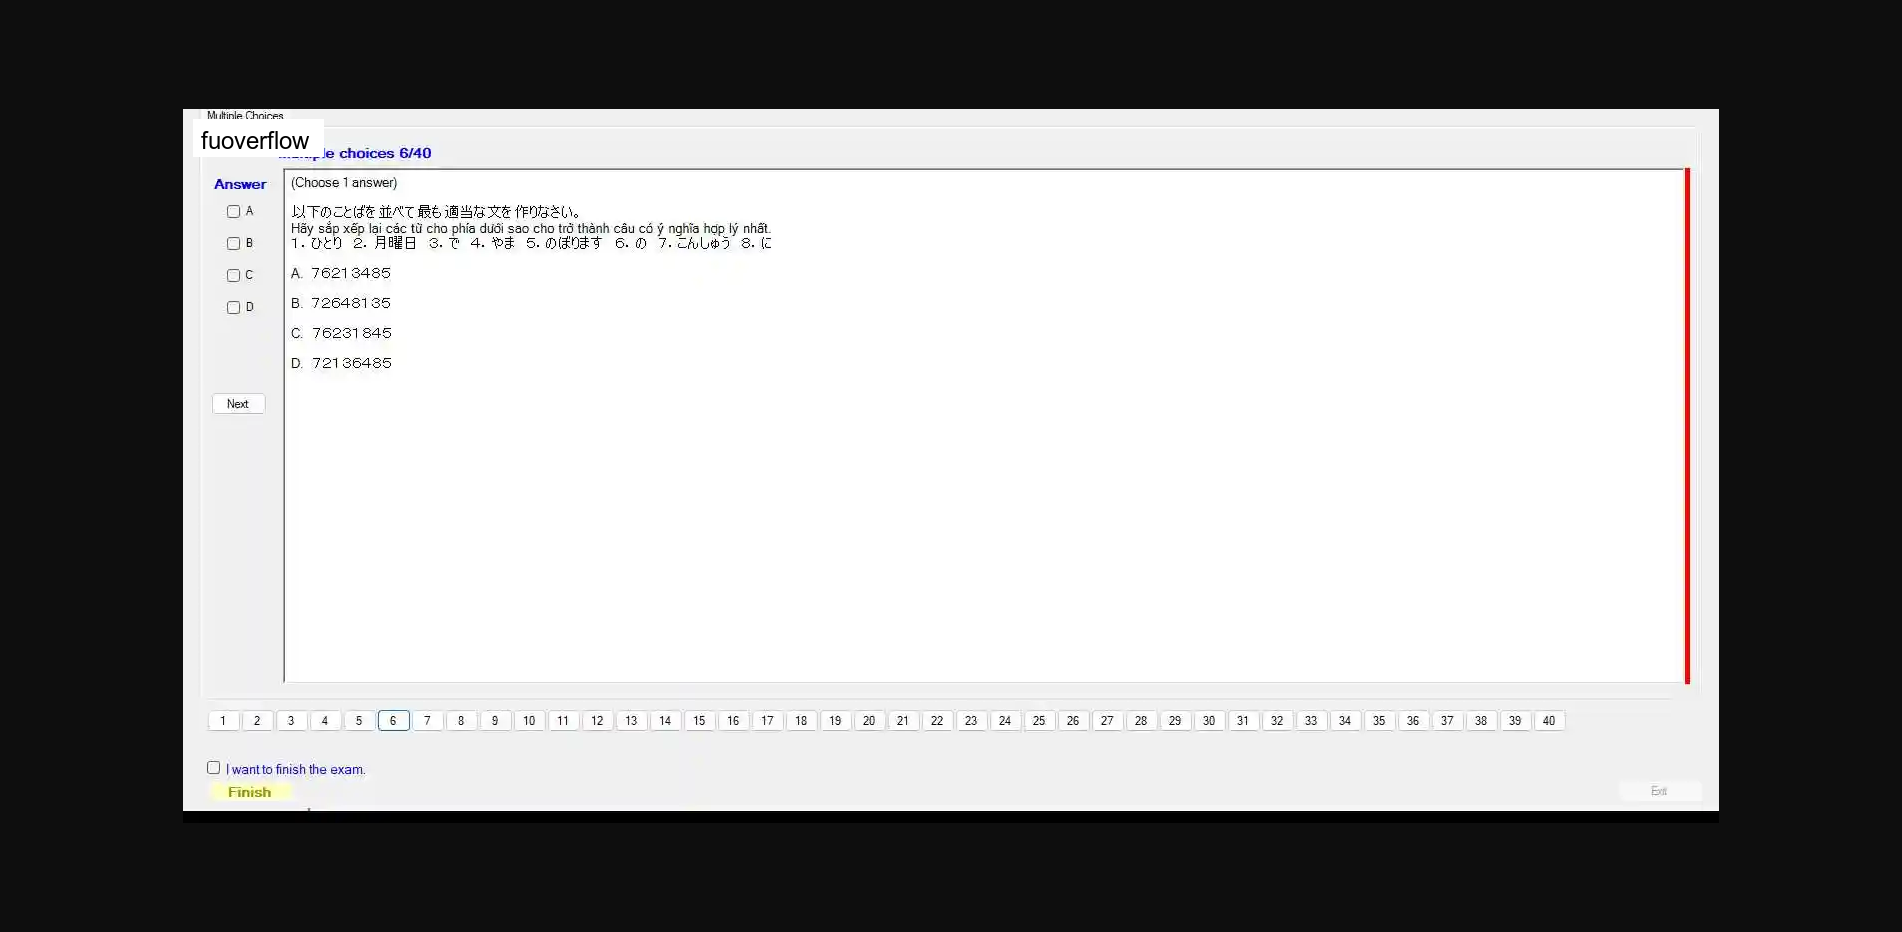 Multiple Choices
fuoverflow
choices 6/40
Answer
(Choose 1 answer)
A
以下のことばを並べて最も適当な文を作りなさい。
Hãy sắp xếp lại các từ cho phía dưới sao cho trở thành câu có ý nghĩa hợp lý nhất.
B
1. ひとり 2. 月曜日 3. で 4. やま 5. のぼります 6. の 7. こんしゅう 8. に
C
A. 76213485
D
B. 72648135
C. 76231845
D. 72136485
Next
1 2 3 4 5 6 7 8 9 10 11 12 13 14 15 16 17 18 19 20 21 22 23 24 25 26 27 28 29 30 31 32 33 34 35 36 37 38 39 40
I want to finish the exam.
Finish
Exit